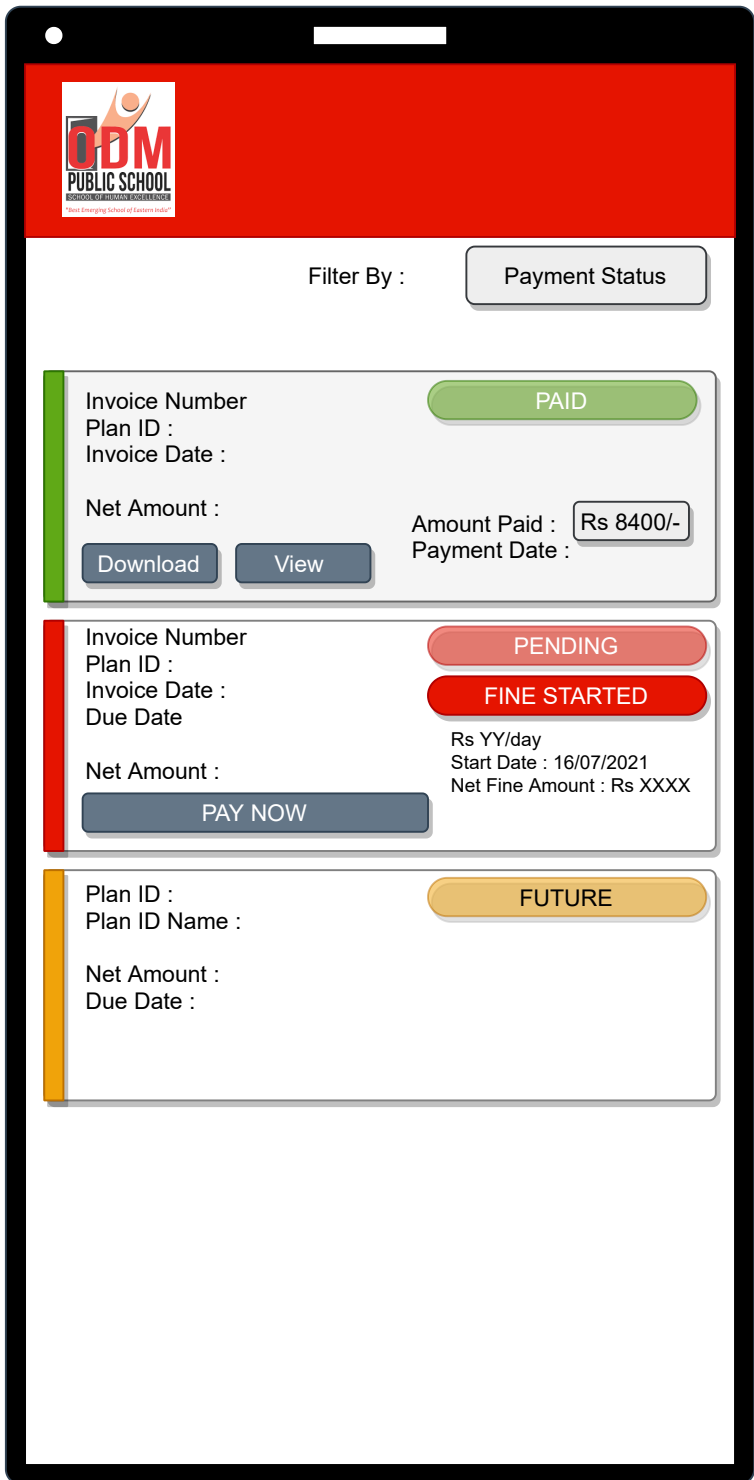 ODM
PUBLIC SCHOOL
SCHOOL OF HUMAN EXCELLENCE
"Best Emerging School of Eastern India"
Filter By :
Payment Status
Invoice Number
PAID
Plan ID :
Invoice Date :
Net Amount :
Amount Paid :
Rs 8400/-
Payment Date :
Download
View
Invoice Number
PENDING
Plan ID :
Invoice Date :
FINE STARTED
Due Date
Rs YY/day
Start Date : 16/07/2021
Net Amount :
Net Fine Amount : Rs XXXX
PAY NOW
Plan ID :
FUTURE
Plan ID Name :
Net Amount :
Due Date :